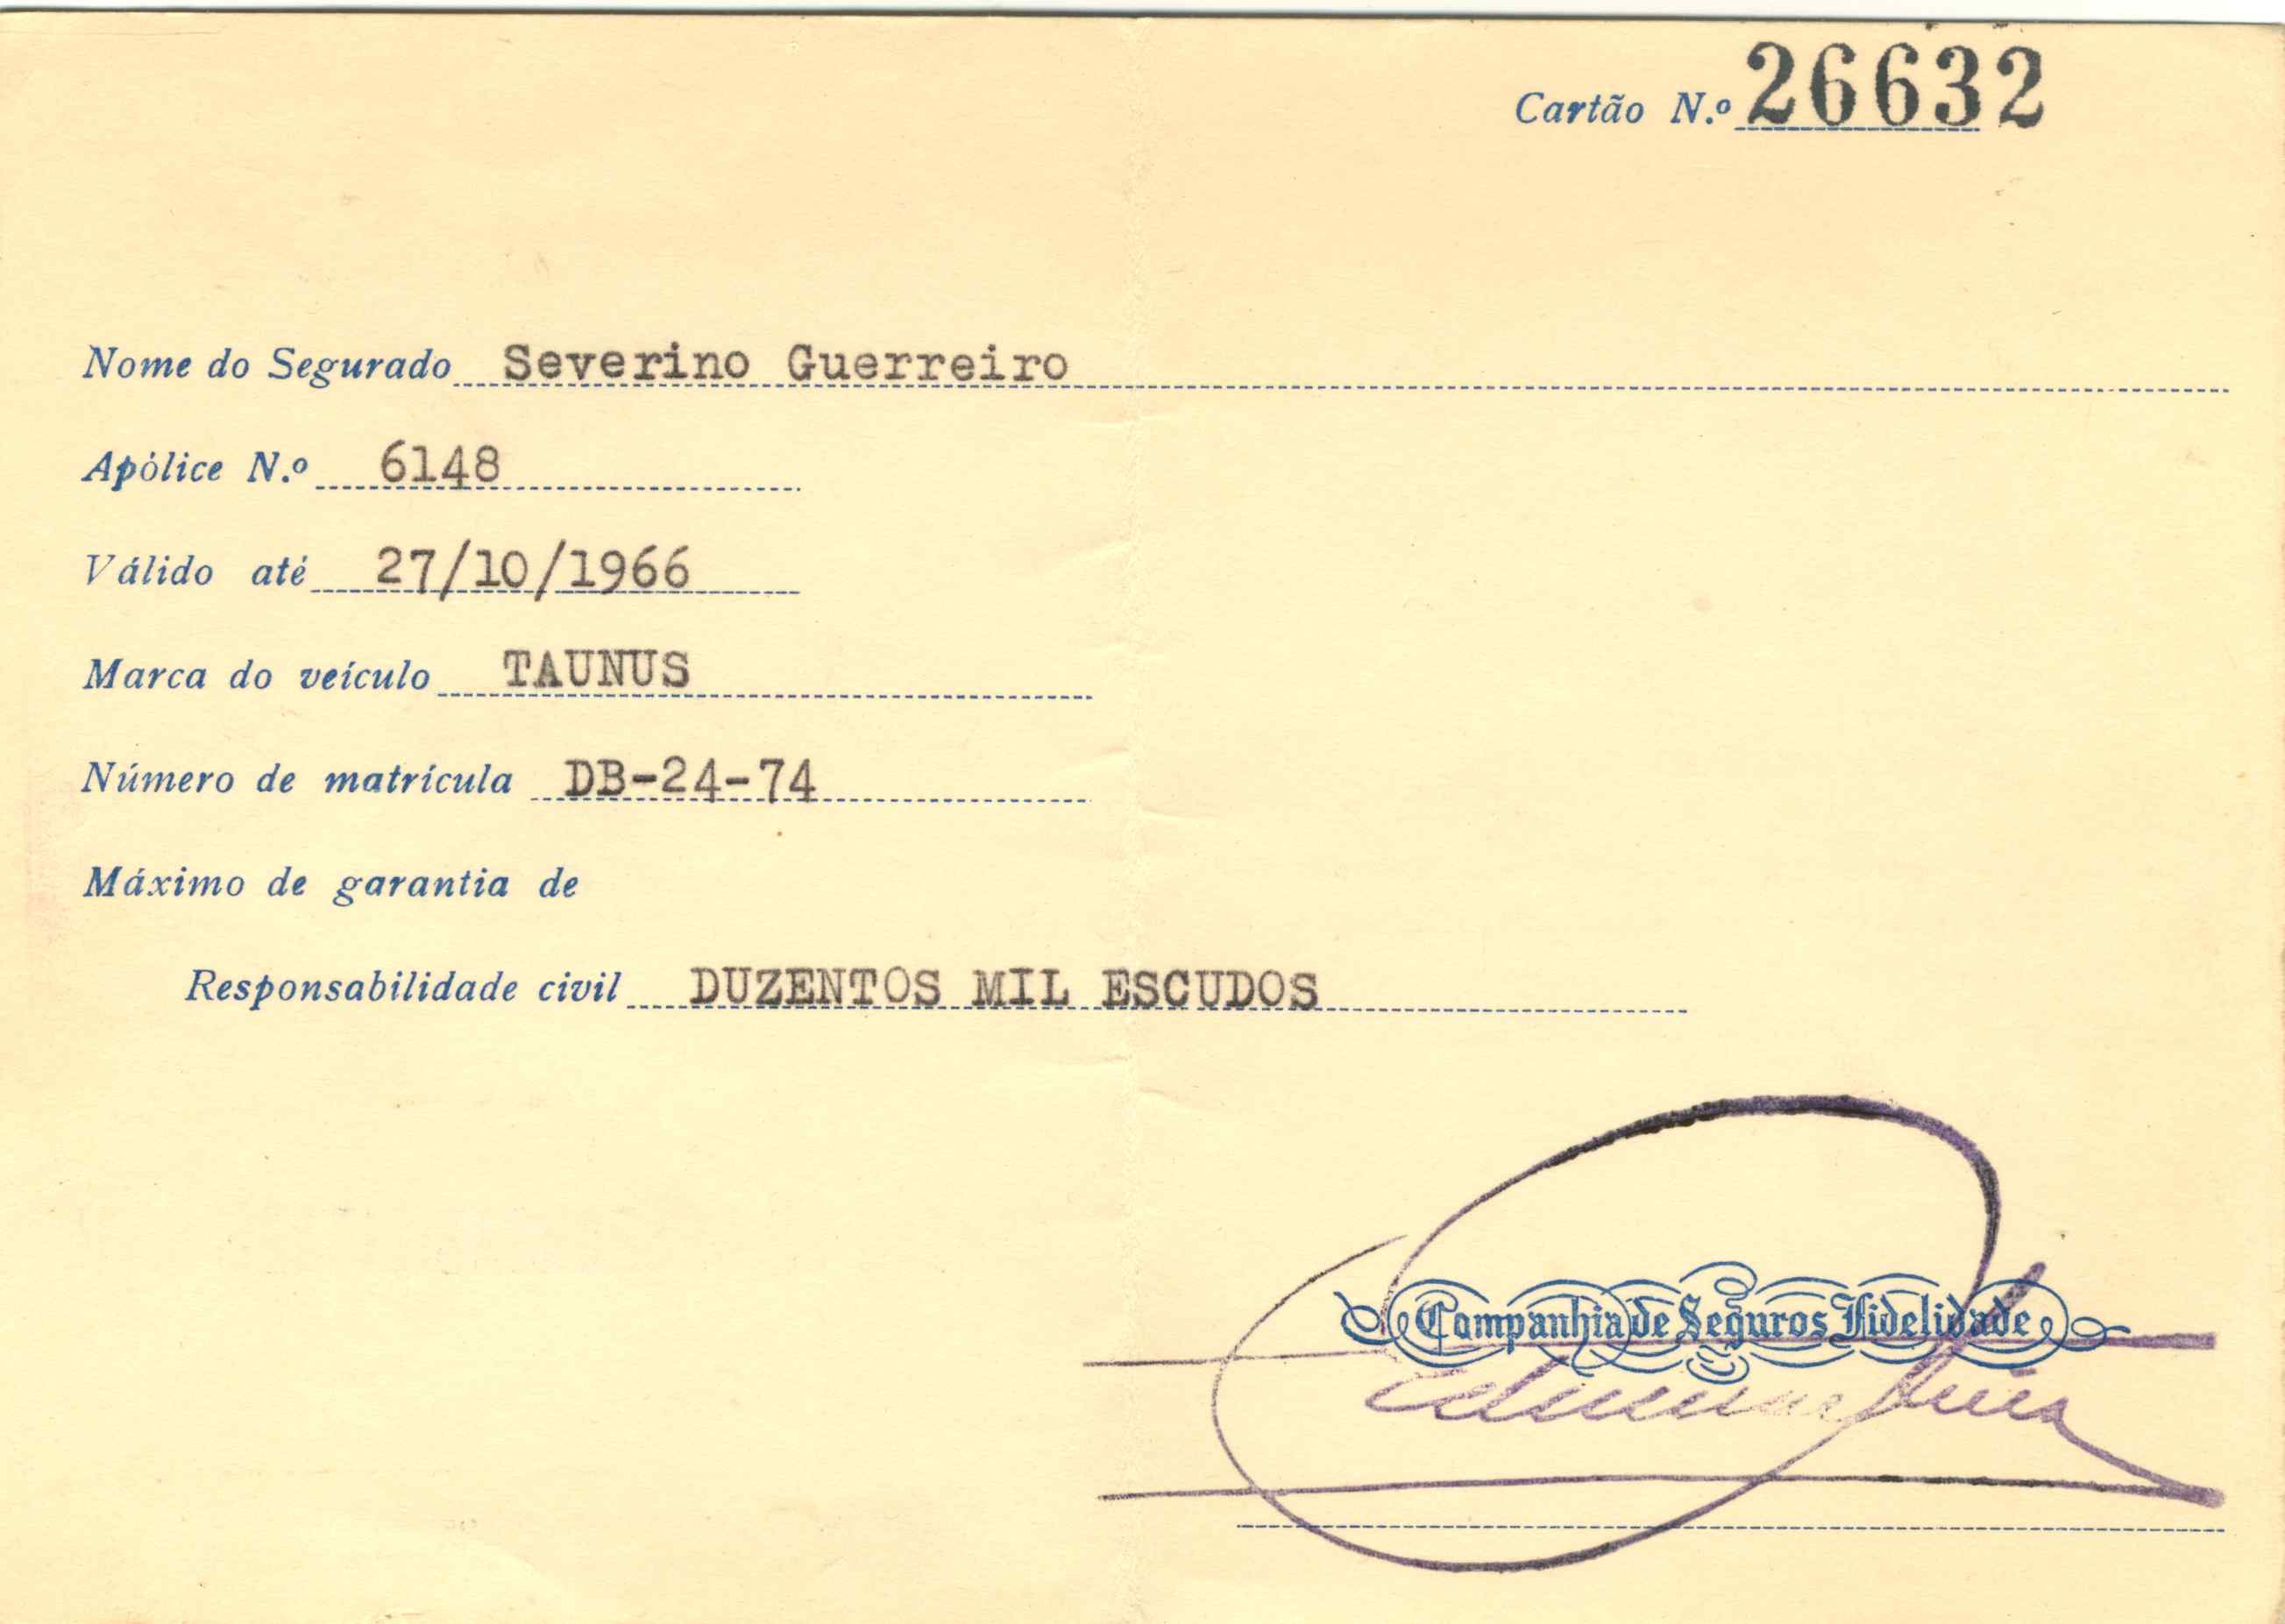 Cartão N.º 26632
Nome do Segurado Severino Guerreiro
Apólice N.º 6148
Válido até 27/10/1966
Marca do veículo TAUNUS
Número de matrícula DB-24-74
Máximo de garantia de
Responsabilidade civil DUZENTOS MIL ESCUDOS
Companhia de Seguros Fidelidade